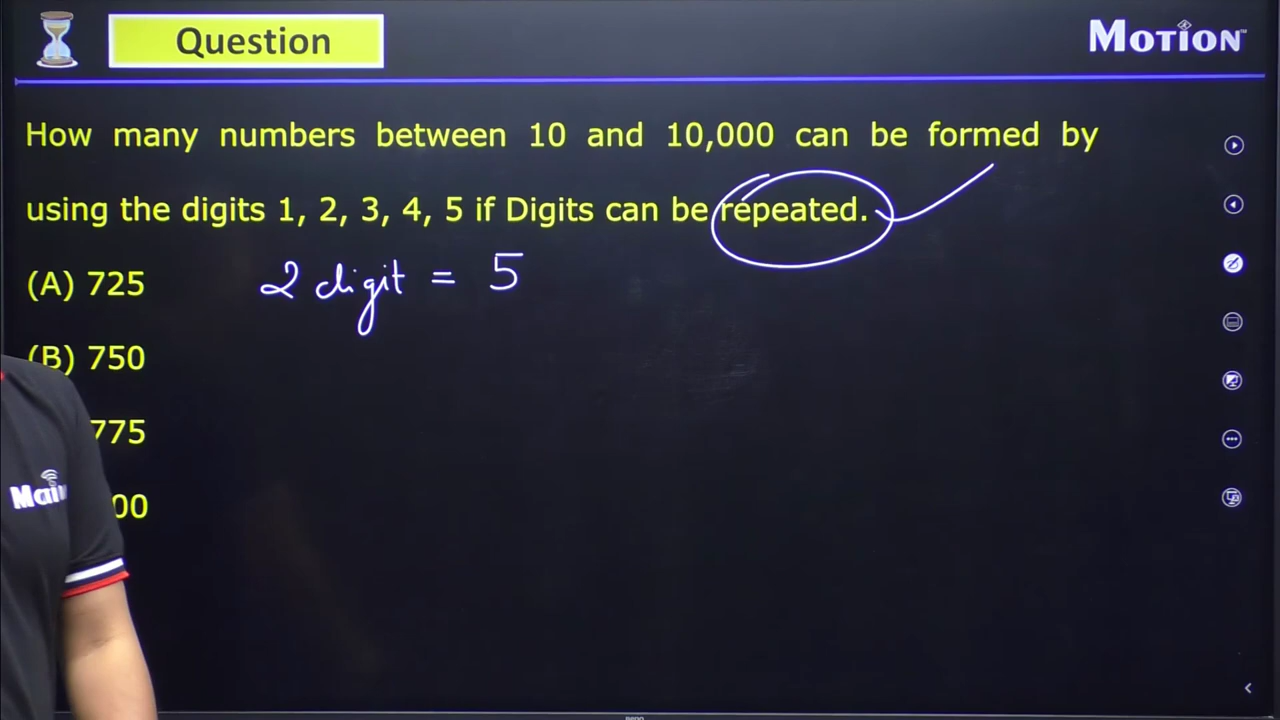 Question
MOTION
How many numbers between 10 and 10,000 can be formed by
using the digits 1, 2, 3, 4, 5 if Digits can be repeated.
(A) 725
2 digit = 5
(B) 750
775
00